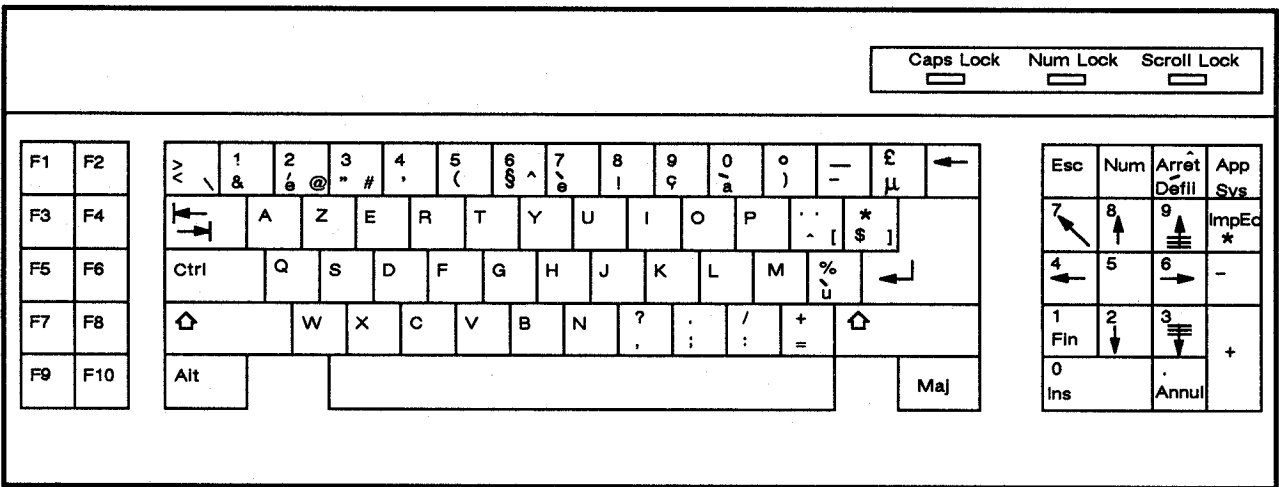 Caps Lock Num Lock Scroll Lock
F1 F2 > 1 2 3 4 5 6 7 8 9 0 ° _ £ Esc Num Arrêt App
< \ & é @ " # ' ( § ^ è ! ç à ) - µ Défil Sys
F3 F4 A Z E R T Y U I O P ¨ * 7 8 9 ImpEc
^ [ $ ] *
F5 F6 Ctrl Q S D F G H J K L M % 4 5 6 -
ù
F7 F8 W X C V B N ? . / + 1 2 3 +
, ; : = Fin
F9 F10 Alt Maj 0 .
Ins Annul